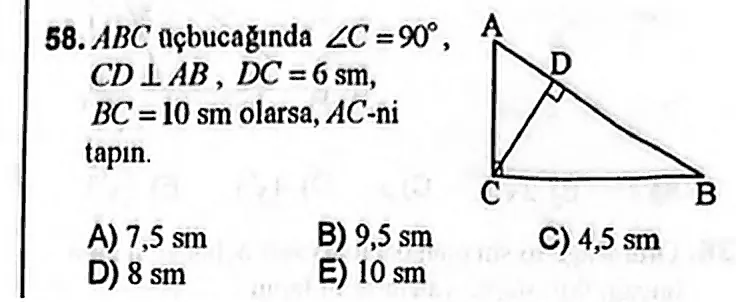 58. ABC üçbucağında ∠C = 90°,
CD ⊥ AB, DC = 6 sm,
BC = 10 sm olarsa, AC-ni
tapın.
A
D
C
B
A) 7,5 sm B) 9,5 sm C) 4,5 sm
D) 8 sm E) 10 sm